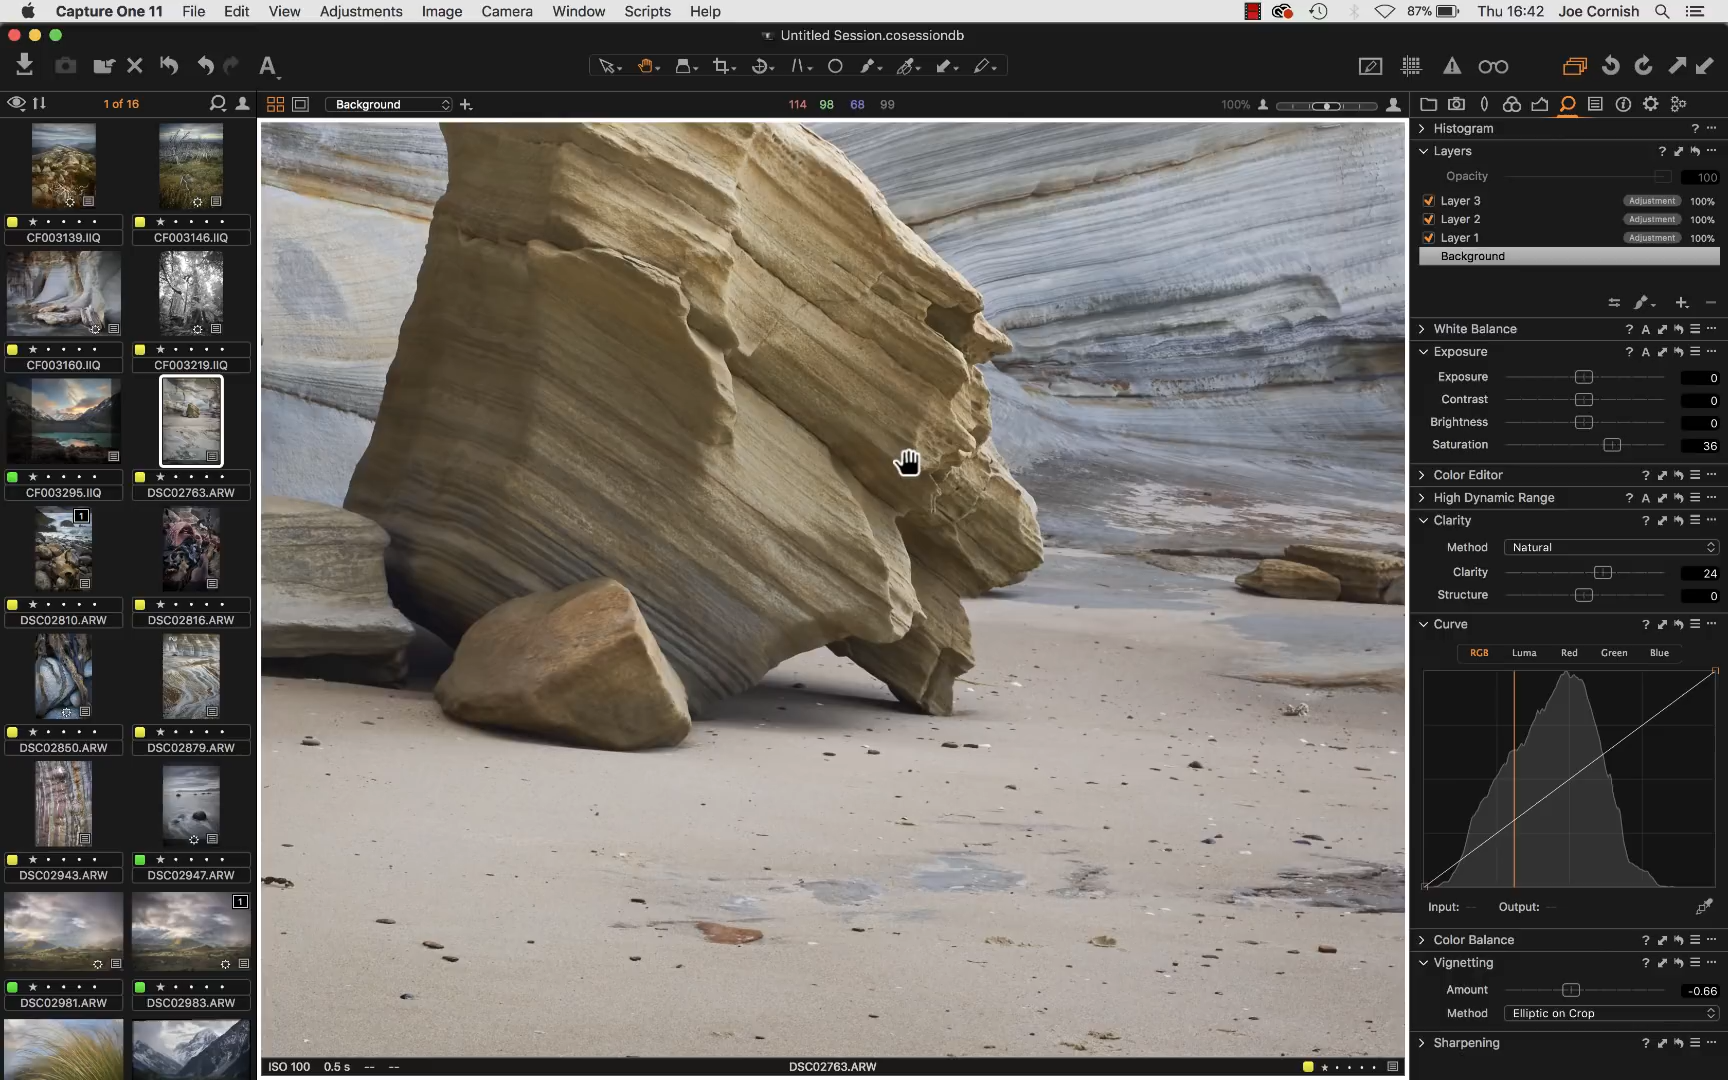 Capture One 11 File Edit View Adjustments Image Camera Window Scripts Help 87% Thu 16:42 Joe Cornish
Untitled Session.cosessiondb
A
1 of 16 Background 114 98 68 99 100%
CF003139.IIQ CF003146.IIQ
CF003160.IIQ CF003219.IIQ
CF003295.IIQ DSC02763.ARW
1
DSC02810.ARW DSC02816.ARW
DSC02850.ARW DSC02879.ARW
DSC02943.ARW DSC02947.ARW
1
DSC02981.ARW DSC02983.ARW
ISO 100 0.5 s -- -- DSC02763.ARW
Histogram ?
Layers ?
Opacity 100
Layer 3 Adjustment 100%
Layer 2 Adjustment 100%
Layer 1 Adjustment 100%
Background
White Balance ? A
Exposure ? A
Exposure 0
Contrast 0
Brightness 0
Saturation 36
Color Editor ?
High Dynamic Range ? A
Clarity ?
Method Natural
Clarity 24
Structure 0
Curve ?
RGB Luma Red Green Blue
Input: -- Output: --
Color Balance ?
Vignetting ?
Amount -0.66
Method Elliptic on Crop
Sharpening ?